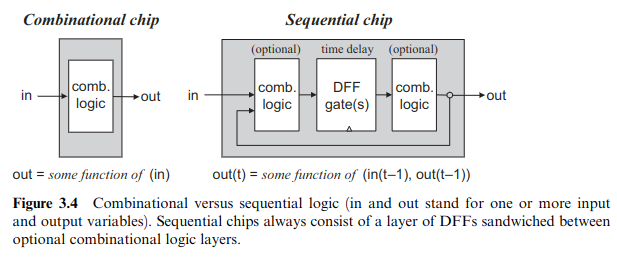 Combinational chip
Sequential chip
(optional) time delay (optional)
in
comb.
logic
out
in
comb.
logic
DFF
gate(s)
comb.
logic
out
out = some function of (in)
out(t) = some function of (in(t−1), out(t−1))
Figure 3.4 Combinational versus sequential logic (in and out stand for one or more input
and output variables). Sequential chips always consist of a layer of DFFs sandwiched between
optional combinational logic layers.